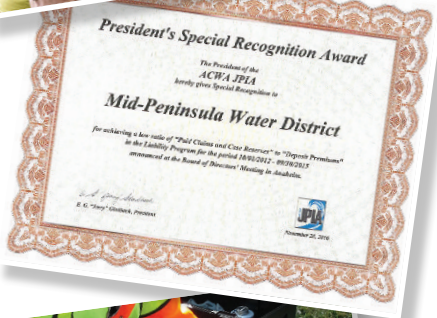 President's Special Recognition Award
The President of the
ACWA JPIA
hereby gives Special Recognition to
Mid-Peninsula Water District
for achieving a low ratio of "Paid Claims and Case Reserves" to "Deposit Premiums"
in the Liability Program for the period 10/01/2012 - 09/30/2015
announced at the Board of Directors' Meeting in Anaheim.
E. G. "Jerry" Gladbach, President
JPIA
November 28, 2016